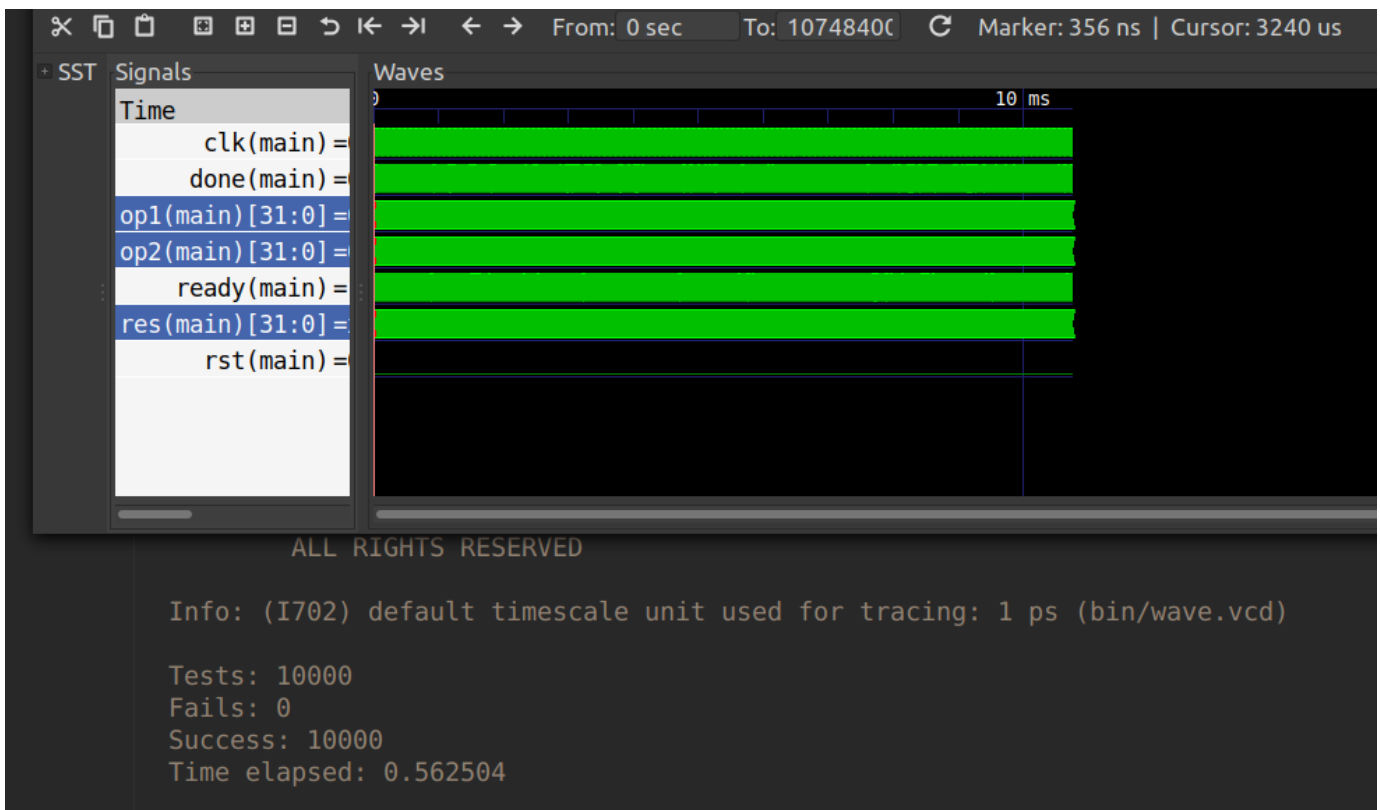 From: 0 sec To: 1074840( Marker: 356 ns | Cursor: 3240 us
SST Signals Waves
Time
0 10 ms
clk(main)=
done(main)=
op1(main)[31:0]=
op2(main)[31:0]=
ready(main)=
res(main)[31:0]=
rst(main)=
ALL RIGHTS RESERVED
Info: (I702) default timescale unit used for tracing: 1 ps (bin/wave.vcd)
Tests: 10000
Fails: 0
Success: 10000
Time elapsed: 0.562504